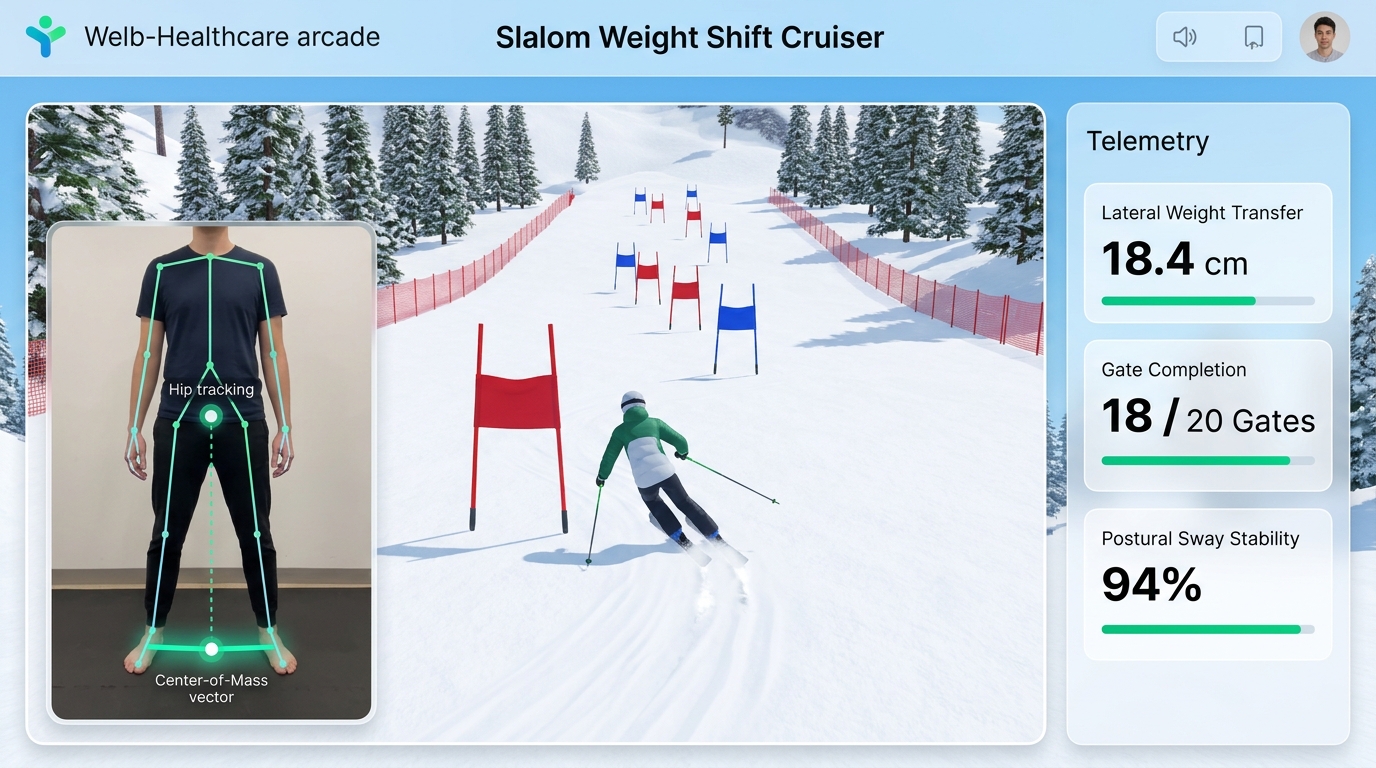 Welb-Healthcare arcade
Slalom Weight Shift Cruiser
Hip tracking
Center-of-Mass
vector
Telemetry
Lateral Weight Transfer
18.4 cm
Gate Completion
18 / 20 Gates
Postural Sway Stability
94%